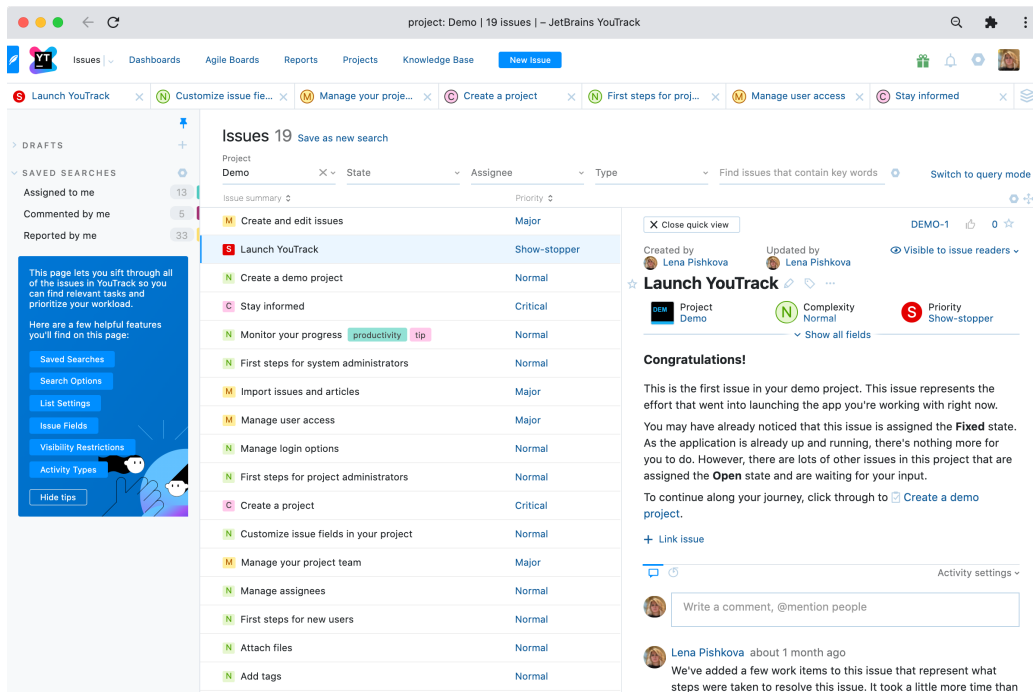 project: Demo | 19 issues | – JetBrains YouTrack
YT
Issues
Dashboards
Agile Boards
Reports
Projects
Knowledge Base
New Issue
S Launch YouTrack
N Customize issue fie...
M Manage your proje...
C Create a project
N First steps for proj...
M Manage user access
C Stay informed
DRAFTS
SAVED SEARCHES
Assigned to me 13
Commented by me 5
Reported by me 33
This page lets you sift through all
of the issues in YouTrack so you
can find relevant tasks and
prioritize your workload.
Here are a few helpful features
you'll find on this page:
Saved Searches
Search Options
List Settings
Issue Fields
Visibility Restrictions
Activity Types
Hide tips
Issues 19 Save as new search
Project
Demo
State
Assignee
Type
Find issues that contain key words
Switch to query mode
Issue summary Priority
M Create and edit issues Major
S Launch YouTrack Show-stopper
N Create a demo project Normal
C Stay informed Critical
N Monitor your progress productivity tip Normal
N First steps for system administrators Normal
M Import issues and articles Major
M Manage user access Major
N Manage login options Normal
N First steps for project administrators Normal
C Create a project Critical
N Customize issue fields in your project Normal
M Manage your project team Major
N Manage assignees Normal
N First steps for new users Normal
N Attach files Normal
N Add tags Normal
Close quick view
DEMO-1 0
Created by
Lena Pishkova
Updated by
Lena Pishkova
Visible to issue readers
Launch YouTrack
DEM Project
Demo
N Complexity
Normal
S Priority
Show-stopper
Show all fields
Congratulations!
This is the first issue in your demo project. This issue represents the
effort that went into launching the app you're working with right now.
You may have already noticed that this issue is assigned the Fixed state.
As the application is already up and running, there's nothing more for
you to do. However, there are lots of other issues in this project that are
assigned the Open state and are waiting for your input.
To continue along your journey, click through to Create a demo
project.
Link issue
Activity settings
Write a comment, @mention people
Lena Pishkova about 1 month ago
We've added a few work items to this issue that represent what
steps were taken to resolve this issue. It took a little more time than